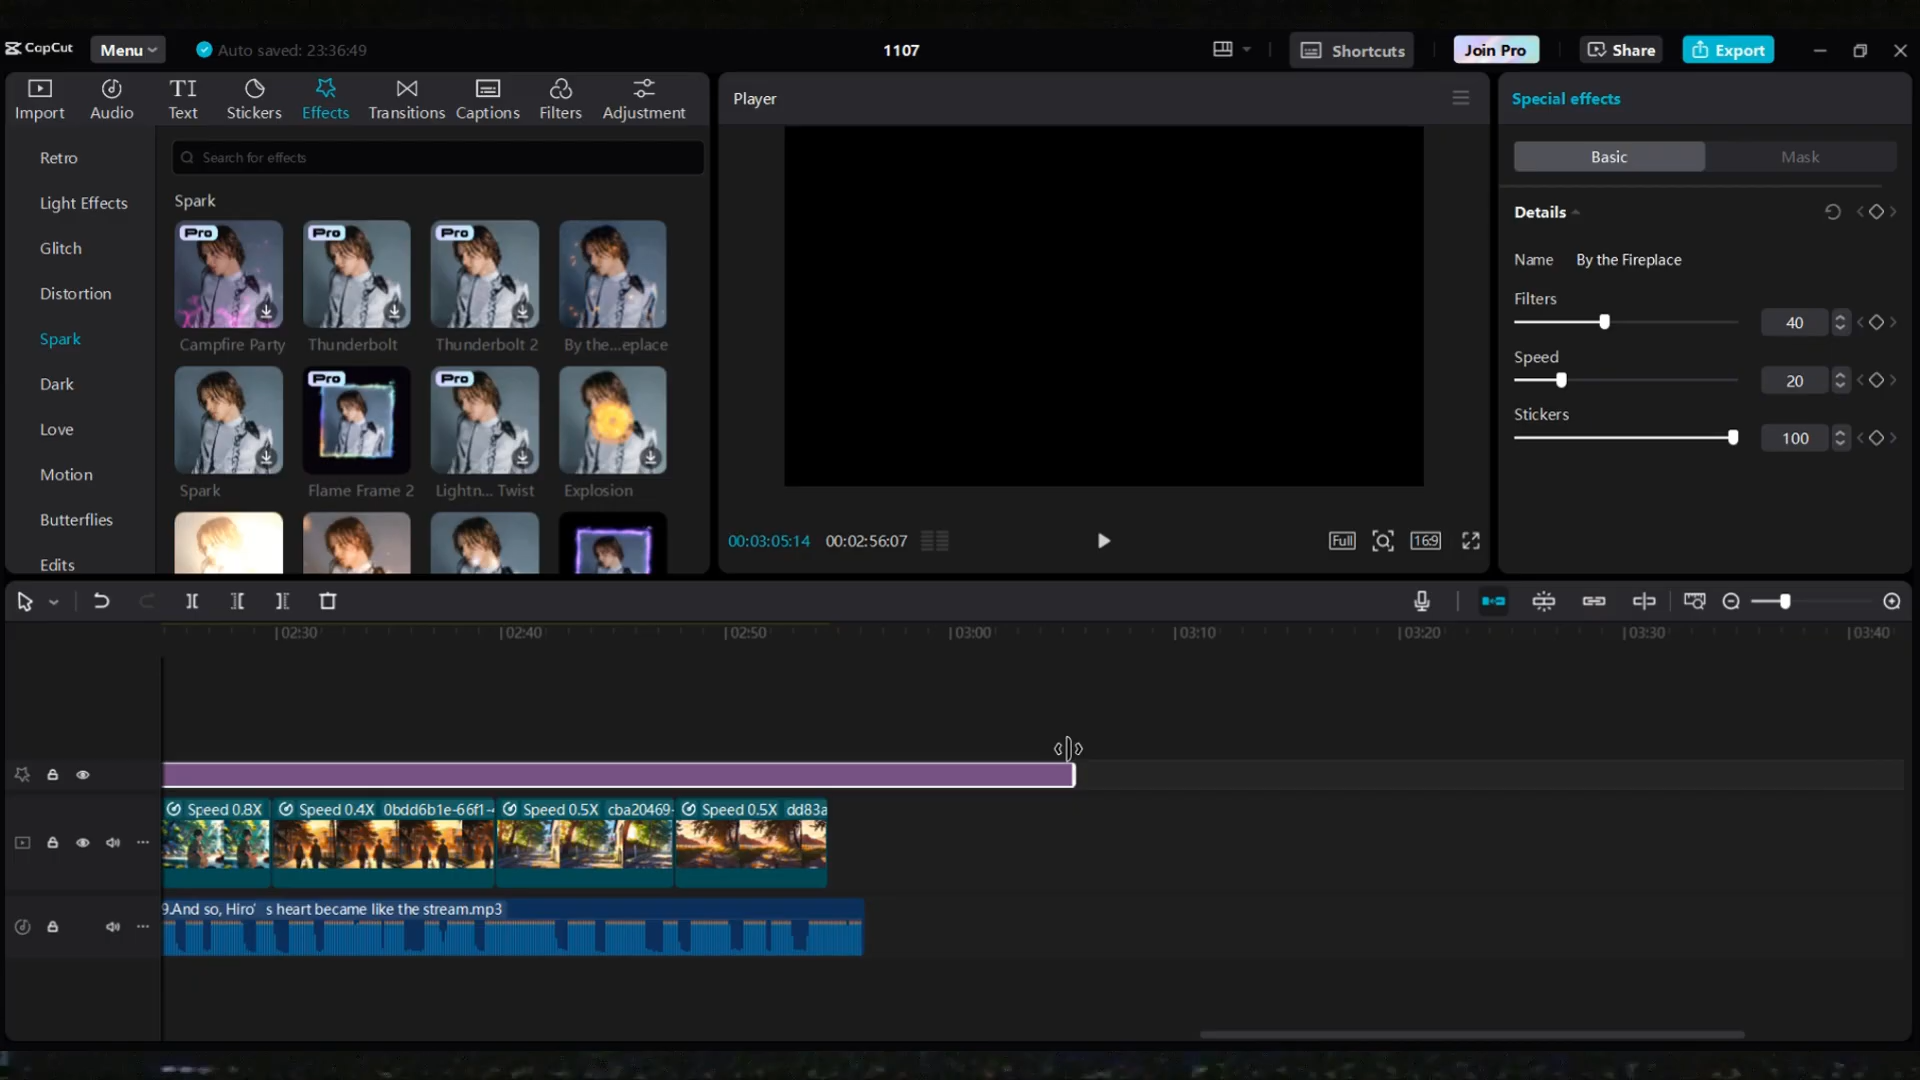 CapCut
Menu
Auto saved: 23:36:49
1107
Shortcuts
Join Pro
Share
Export
Import
Audio
Text
Stickers
Effects
Transitions
Captions
Filters
Adjustment
Retro
Light Effects
Glitch
Distortion
Spark
Dark
Love
Motion
Butterflies
Edits
Search for effects
Spark
Pro
Pro
Pro
Campfire Party
Thunderbolt
Thunderbolt 2
By the...eplace
Pro
Pro
Spark
Flame Frame 2
Lightn... Twist
Explosion
Player
00:03:05:14
00:02:56:07
Full
16:9
Special effects
Basic
Mask
Details
Name
By the Fireplace
Filters
40
Speed
20
Stickers
100
02:30
02:40
02:50
03:00
03:10
03:20
03:30
03:40
Speed 0.8X
Speed 0.4X 0bdd6b1e-66f1-
Speed 0.5X cba20469-
Speed 0.5X dd83a
9.And so, Hiro’s heart became like the stream.mp3